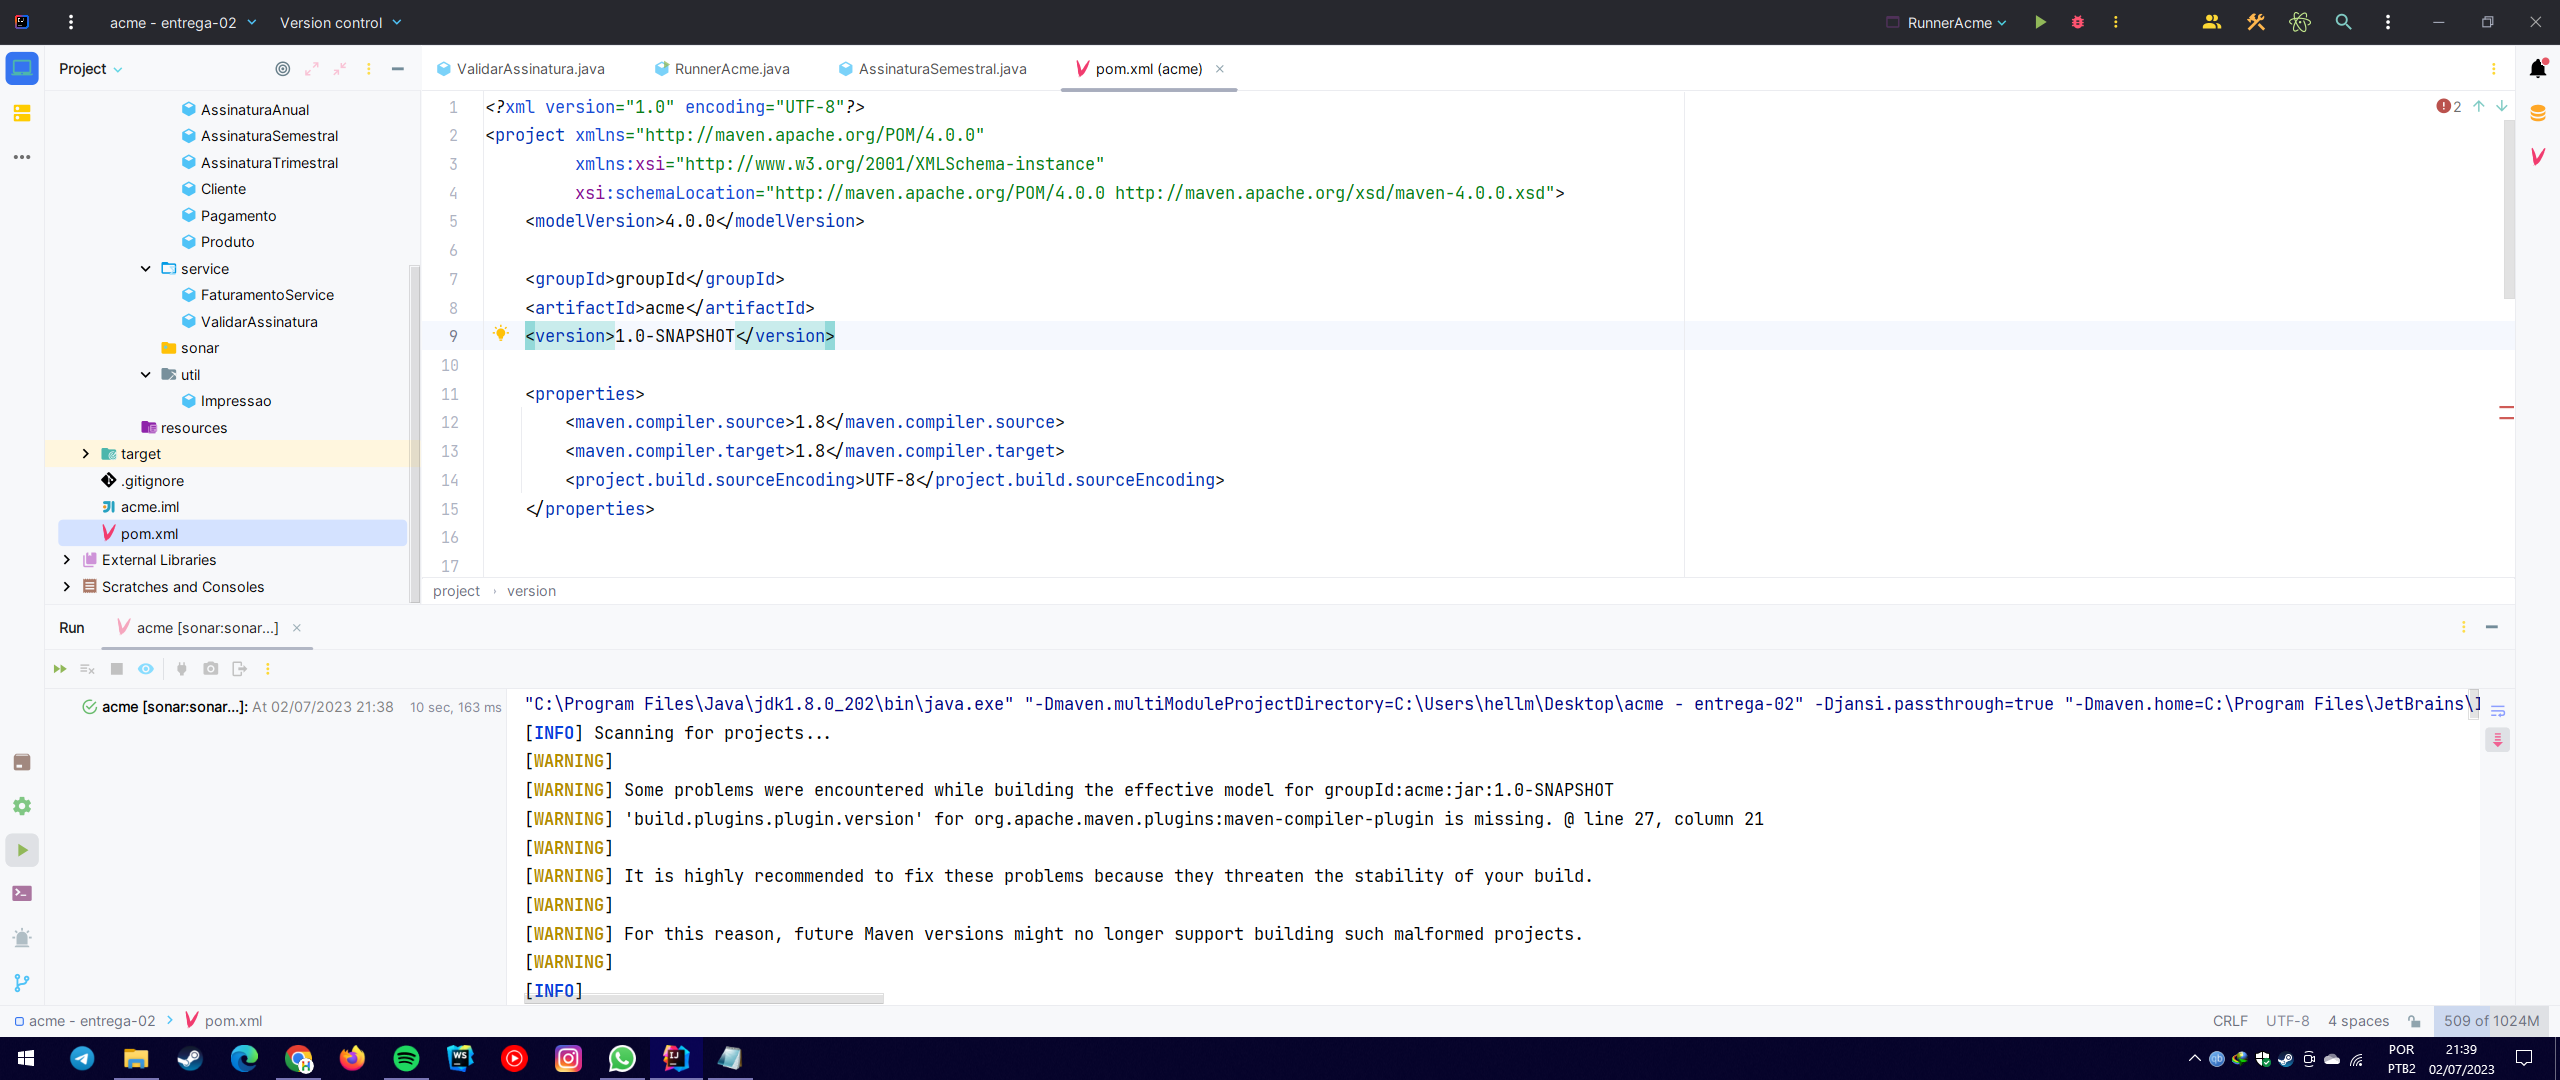 acme - entrega-02
Version control
RunnerAcme
Project
ValidarAssinatura.java
RunnerAcme.java
AssinaturaSemestral.java
pom.xml (acme)
AssinaturaAnual
AssinaturaSemestral
AssinaturaTrimestral
Cliente
Pagamento
Produto
service
FaturamentoService
ValidarAssinatura
sonar
util
Impressao
resources
target
.gitignore
acme.iml
pom.xml
External Libraries
Scratches and Consoles
1 <?xml version="1.0" encoding="UTF-8"?>
2 <project xmlns="http://maven.apache.org/POM/4.0.0"
3 xmlns:xsi="http://www.w3.org/2001/XMLSchema-instance"
4 xsi:schemaLocation="http://maven.apache.org/POM/4.0.0 http://maven.apache.org/xsd/maven-4.0.0.xsd">
5 <modelVersion>4.0.0</modelVersion>
6
7 <groupId>groupId</groupId>
8 <artifactId>acme</artifactId>
9 <version>1.0-SNAPSHOT</version>
10
11 <properties>
12 <maven.compiler.source>1.8</maven.compiler.source>
13 <maven.compiler.target>1.8</maven.compiler.target>
14 <project.build.sourceEncoding>UTF-8</project.build.sourceEncoding>
15 </properties>
16
17
2
project › version
Run
acme [sonar:sonar...]
acme [sonar:sonar...]: At 02/07/2023 21:38 10 sec, 163 ms
"C:\Program Files\Java\jdk1.8.0_202\bin\java.exe" "-Dmaven.multiModuleProjectDirectory=C:\Users\hellm\Desktop\acme - entrega-02" -Djansi.passthrough=true "-Dmaven.home=C:\Program Files\JetBrains\
[INFO] Scanning for projects...
[WARNING]
[WARNING] Some problems were encountered while building the effective model for groupId:acme:jar:1.0-SNAPSHOT
[WARNING] 'build.plugins.plugin.version' for org.apache.maven.plugins:maven-compiler-plugin is missing. @ line 27, column 21
[WARNING]
[WARNING] It is highly recommended to fix these problems because they threaten the stability of your build.
[WARNING]
[WARNING] For this reason, future Maven versions might no longer support building such malformed projects.
[WARNING]
[INFO]
acme - entrega-02 › pom.xml
CRLF UTF-8 4 spaces 509 of 1024M
POR
PTB2
21:39
02/07/2023